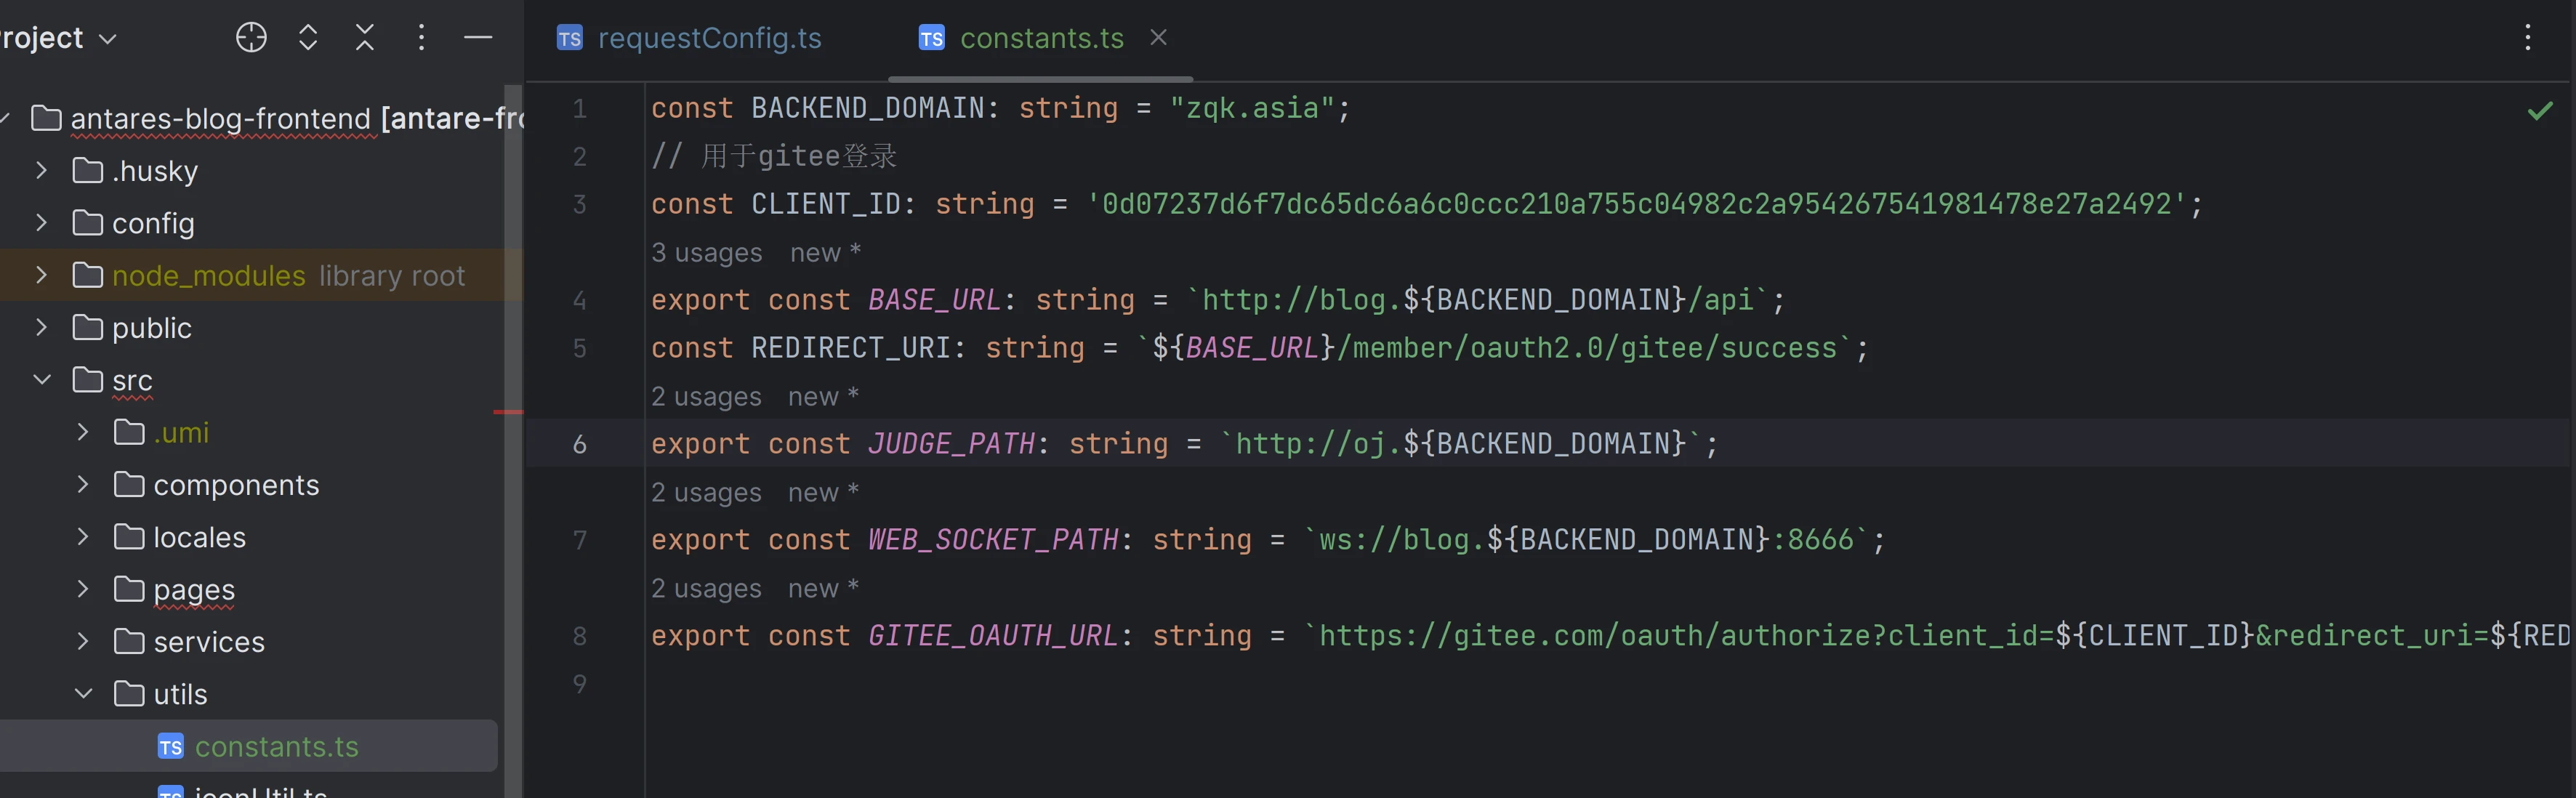 roject
antares-blog-frontend [antare-fr
.husky
config
node_modules library root
public
src
.umi
components
locales
pages
services
utils
TS constants.ts
TS iconUtil.ts
TS requestConfig.ts
TS constants.ts
1 const BACKEND_DOMAIN: string = "zqk.asia";
2 // 用于gitee登录
3 const CLIENT_ID: string = '0d07237d6f7dc65dc6a6c0ccc210a755c04982c2a954267541981478e27a2492';
3 usages new *
4 export const BASE_URL: string = `http://blog.${BACKEND_DOMAIN}/api`;
5 const REDIRECT_URI: string = `${BASE_URL}/member/oauth2.0/gitee/success`;
2 usages new *
6 export const JUDGE_PATH: string = `http://oj.${BACKEND_DOMAIN}`;
2 usages new *
7 export const WEB_SOCKET_PATH: string = `ws://blog.${BACKEND_DOMAIN}:8666`;
2 usages new *
8 export const GITEE_OAUTH_URL: string = `https://gitee.com/oauth/authorize?client_id=${CLIENT_ID}&redirect_uri=${RED
9